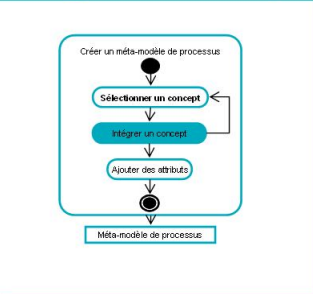 Créer un méta-modèle de processus
Sélectionner un concept
Intégrer un concept
Ajouter des attributs
Méta-modèle de processus